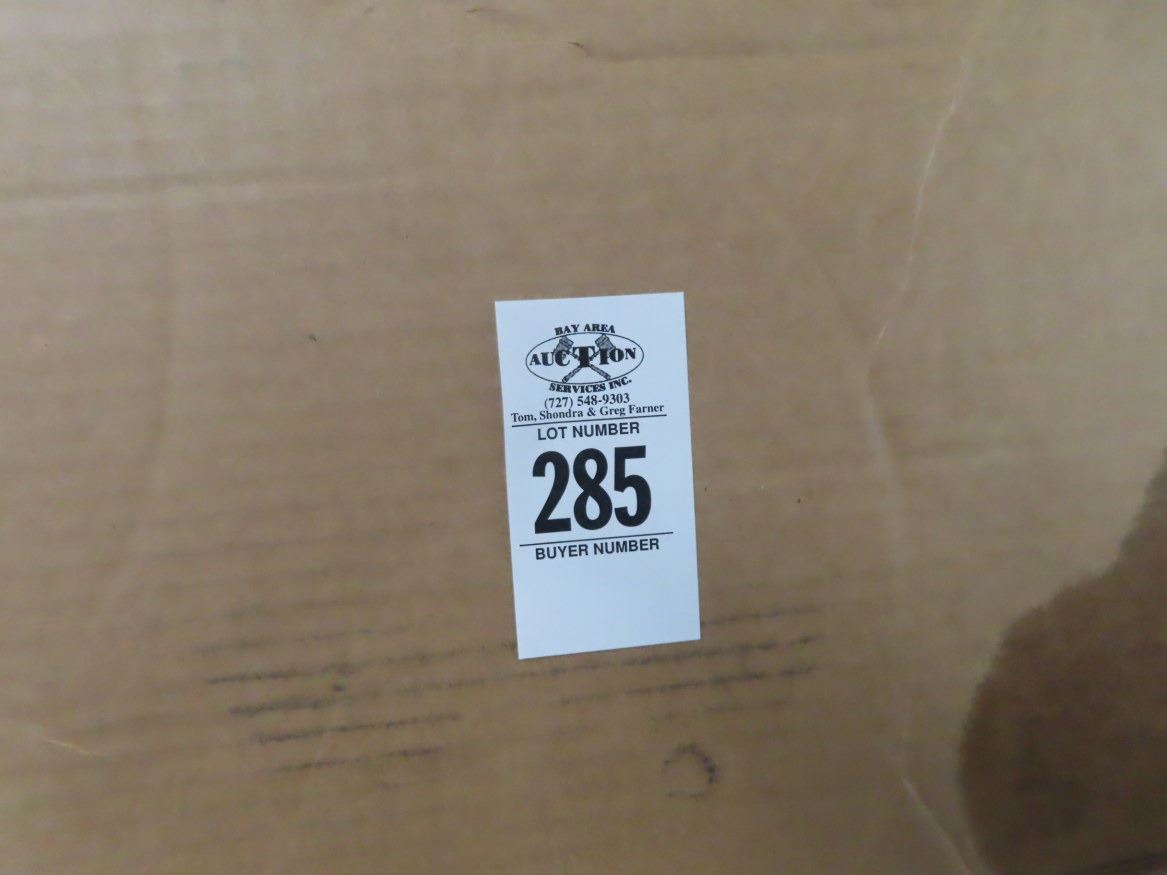 BAY AREA
AUCTION
SERVICES INC.
(727) 548-9303
Tom, Shondra & Greg Farner
LOT NUMBER
285
BUYER NUMBER